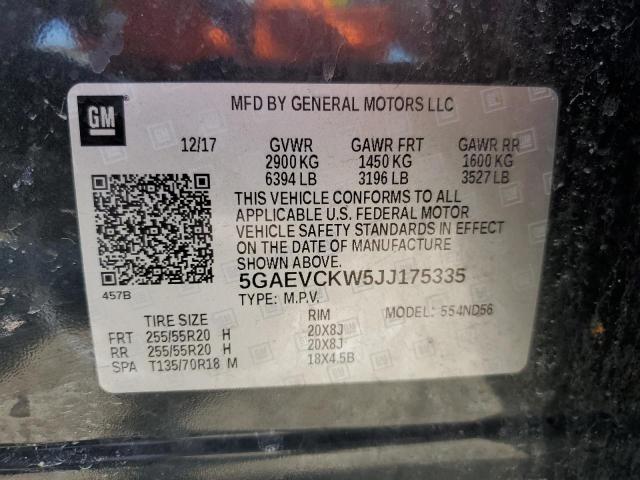 GM
MFD BY GENERAL MOTORS LLC
12/17 GVWR GAWR FRT GAWR RR
2900 KG 1450 KG 1600 KG
6394 LB 3196 LB 3527 LB
THIS VEHICLE CONFORMS TO ALL
APPLICABLE U.S. FEDERAL MOTOR
VEHICLE SAFETY STANDARDS IN EFFECT
ON THE DATE OF MANUFACTURE
SHOWN ABOVE.
457B
5GAEVCKW5JJ175335
TYPE: M.P.V. MODEL: 554ND56
TIRE SIZE RIM
FRT 255/55R20 H 20X8J
RR 255/55R20 H 20X8J
SPA T135/70R18 M 18X4.5B